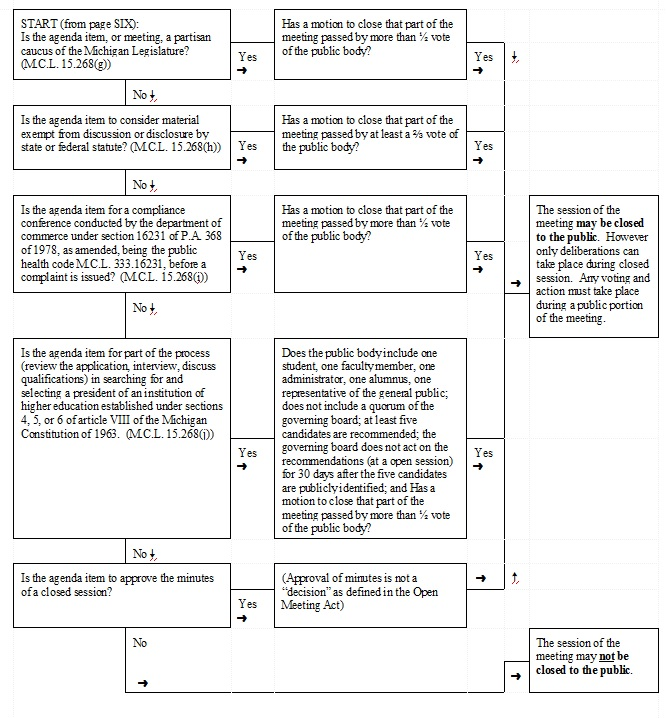 START (from page SIX):
Is the agenda item, or meeting, a partisan
caucus of the Michigan Legislature?
(M.C.L. 15.268(g))
Yes
Has a motion to close that part of the
meeting passed by more than ½ vote
of the public body?
Yes
No
Is the agenda item to consider material
exempt from discussion or disclosure by
state or federal statute? (M.C.L. 15.268(h))
Yes
Has a motion to close that part of the
meeting passed by at least a ⅔ vote of
the public body?
Yes
No
Is the agenda item for a compliance
conference conducted by the department of
commerce under section 16231 of P.A. 368
of 1978, as amended, being the public
health code M.C.L. 333.16231, before a
complaint is issued? (M.C.L. 15.268(i))
Yes
Has a motion to close that part of the
meeting passed by more than ½ vote
of the public body?
Yes
The session of the
meeting may be closed
to the public. However
only deliberations can
take place during closed
session. Any voting and
action must take place
during a public portion
of the meeting.
No
Is the agenda item for part of the process
(review the application, interview, discuss
qualifications) in searching for and
selecting a president of an institution of
higher education established under sections
4, 5, or 6 of article VIII of the Michigan
Constitution of 1963. (M.C.L. 15.268(j))
Yes
Does the public body include one
student, one faculty member, one
administrator, one alumnus, one
representative of the general public;
does not include a quorum of the
governing board; at least five
candidates are recommended; the
governing board does not act on the
recommendations (at a open session)
for 30 days after the five candidates
are publicly identified; and Has a
motion to close that part of the
meeting passed by more than ½ vote
of the public body?
Yes
No
Is the agenda item to approve the minutes
of a closed session?
Yes
(Approval of minutes is not a
"decision" as defined in the Open
Meeting Act)
No
The session of the
meeting may not be
closed to the public.